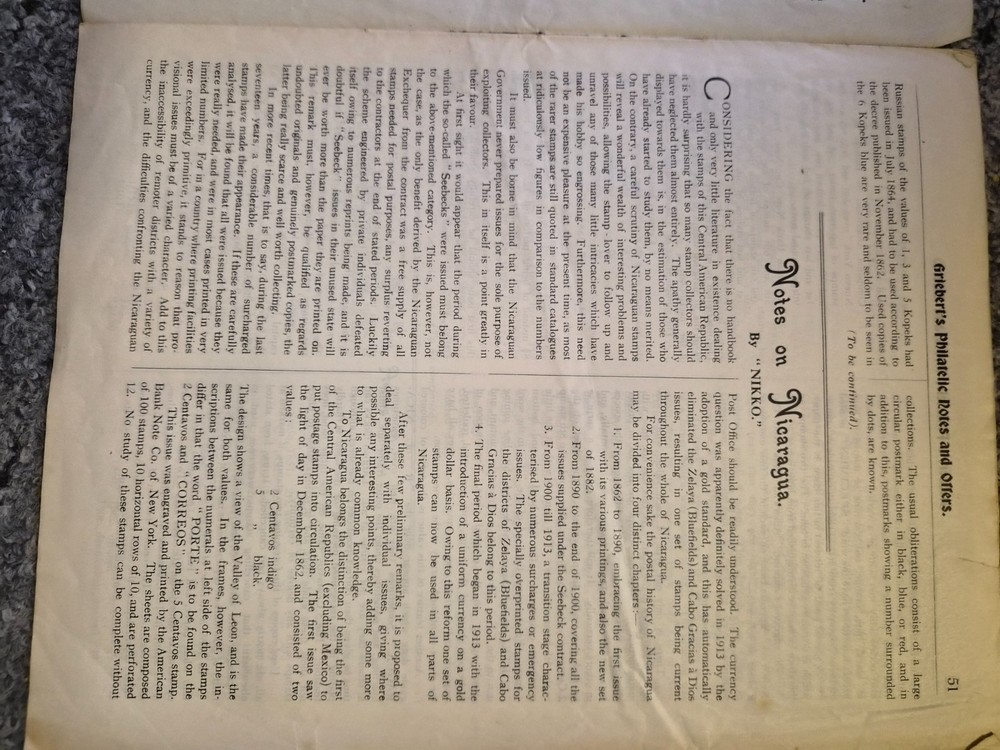 51
Griebert's Philatelic Notes and Offers.
Russian stamps of the values of 1, 3 and 5 Kopeks had
been issued in July 1864, and had to be used according to
the decree published in November 1862. Used copies of
the 6 Kopeks blue are very rare and seldom to be seen in
collections. The usual obliterations consist of a large
circular postmark either in black, blue, or red, and in
addition to this, postmarks, showing a number surrounded
by dots, are known.
(To be continued).
Notes on Nicaragua.
By "NIKKO."
CONSIDERING the fact that there is no handbook
and only very little literature in existence dealing
with the stamps of this Central American Republic,
it is hardly surprising that so many stamp collectors should
have neglected them almost entirely. The apathy generally
displayed towards them is, in the estimation of those who
have already started to study them, by no means merited.
On the contrary, a careful scrutiny of Nicaraguan stamps
will reveal a wonderful wealth of interesting problems and
possibilities, allowing the stamp-lover to follow up and
unravel any of those many little intricacies which have
made his hobby so engrossing. Furthermore, this need
not be an expensive pleasure at the present time, as most
of the rarer stamps are still quoted in standard catalogues
at ridiculously low figures in comparison to the numbers
issued.
It must also be borne in mind that the Nicaraguan
Government never prepared issues for the sole purpose of
exploiting collectors. This in itself is a point greatly in
their favour.
At first sight it would appear that the period during
which the so-called "Seebecks" were issued must belong
to the above-mentioned category. This is, however, not
the case, as the only benefit derived by the Nicaraguan
Exchequer from the contract was a free supply of all
stamps needed for postal purposes, any surplus reverting
to the contractors at the end of stated periods. Luckily
the scheme engineered by private individuals defeated
itself owing to numerous reprints being made, and it is
doubtful if "Seebeck" issues in their unused state will
ever be worth more than the paper they are printed on.
This remark must, however, be qualified as regards
undoubted originals and genuinely postmarked copies, the
latter being really scarce and well worth collecting.
In more recent times, that is to say, during the last
seventeen years, a considerable number of surcharged
stamps have made their appearance. If these are carefully
analysed, it will be found that all were issued because they
were really needed and were in most cases printed in very
limited numbers. For in a country where printing facilities
were exceedingly primitive, it stands to reason that pro-
visional issues must be of a varied character. Add to this
the inaccessibility of remoter districts with a variety of
currency, and the difficulties confronting the Nicaraguan
Post Office should be readily understood. The currency
question was apparently definitely solved in 1913 by the
adoption of a gold standard, and this has automatically
eliminated the Zelaya (Bluefields) and Cabo Gracias à Dios
issues, resulting in one set of stamps being current
throughout the whole of Nicaragua.
For convenience sake the postal history of Nicaragua
may be divided into four distinct chapters:—
1. From 1862 to 1890, embracing the first issue
with its various printings, and also the new set
of 1882.
2. From 1890 to the end of 1900, covering all the
issues supplied under the Seebeck contract.
3. From 1900 till 1913, a transition stage charac-
terised by numerous surcharges or emergency
issues. The specially overprinted stamps for
the districts of Zelaya (Bluefields) and Cabo
Gracias à Dios belong to this period.
4. The final period which began in 1913 with the
introduction of a uniform currency on a gold
dollar basis. Owing to this reform one set of
stamps can now be used in all parts of
Nicaragua.
After these few preliminary remarks, it is proposed to
deal separately with individual issues, giving where
possible any interesting points, thereby adding some more
to what is already common knowledge.
To Nicaragua belongs the distinction of being the first
of the Central American Republics (excluding Mexico) to
put postage stamps into circulation. The first issue saw
the light of day in December 1862, and consisted of two
values:
2 Centavos indigo
5 „ black.
The design shows a view of the Valley of Leon, and is the
same for both values. In the frames, however, the in-
scriptions between the numerals at left side of the stamps
differ in that the word "PORTE" is to be found on the
2 Centavos and "CORREOS" on the 5 Centavos stamp.
This issue was engraved and printed by the American
Bank Note Co. of New York. The sheets are composed
of 100 stamps, 10 horizontal rows of 10, and are perforated
12. No study of these stamps can be complete without